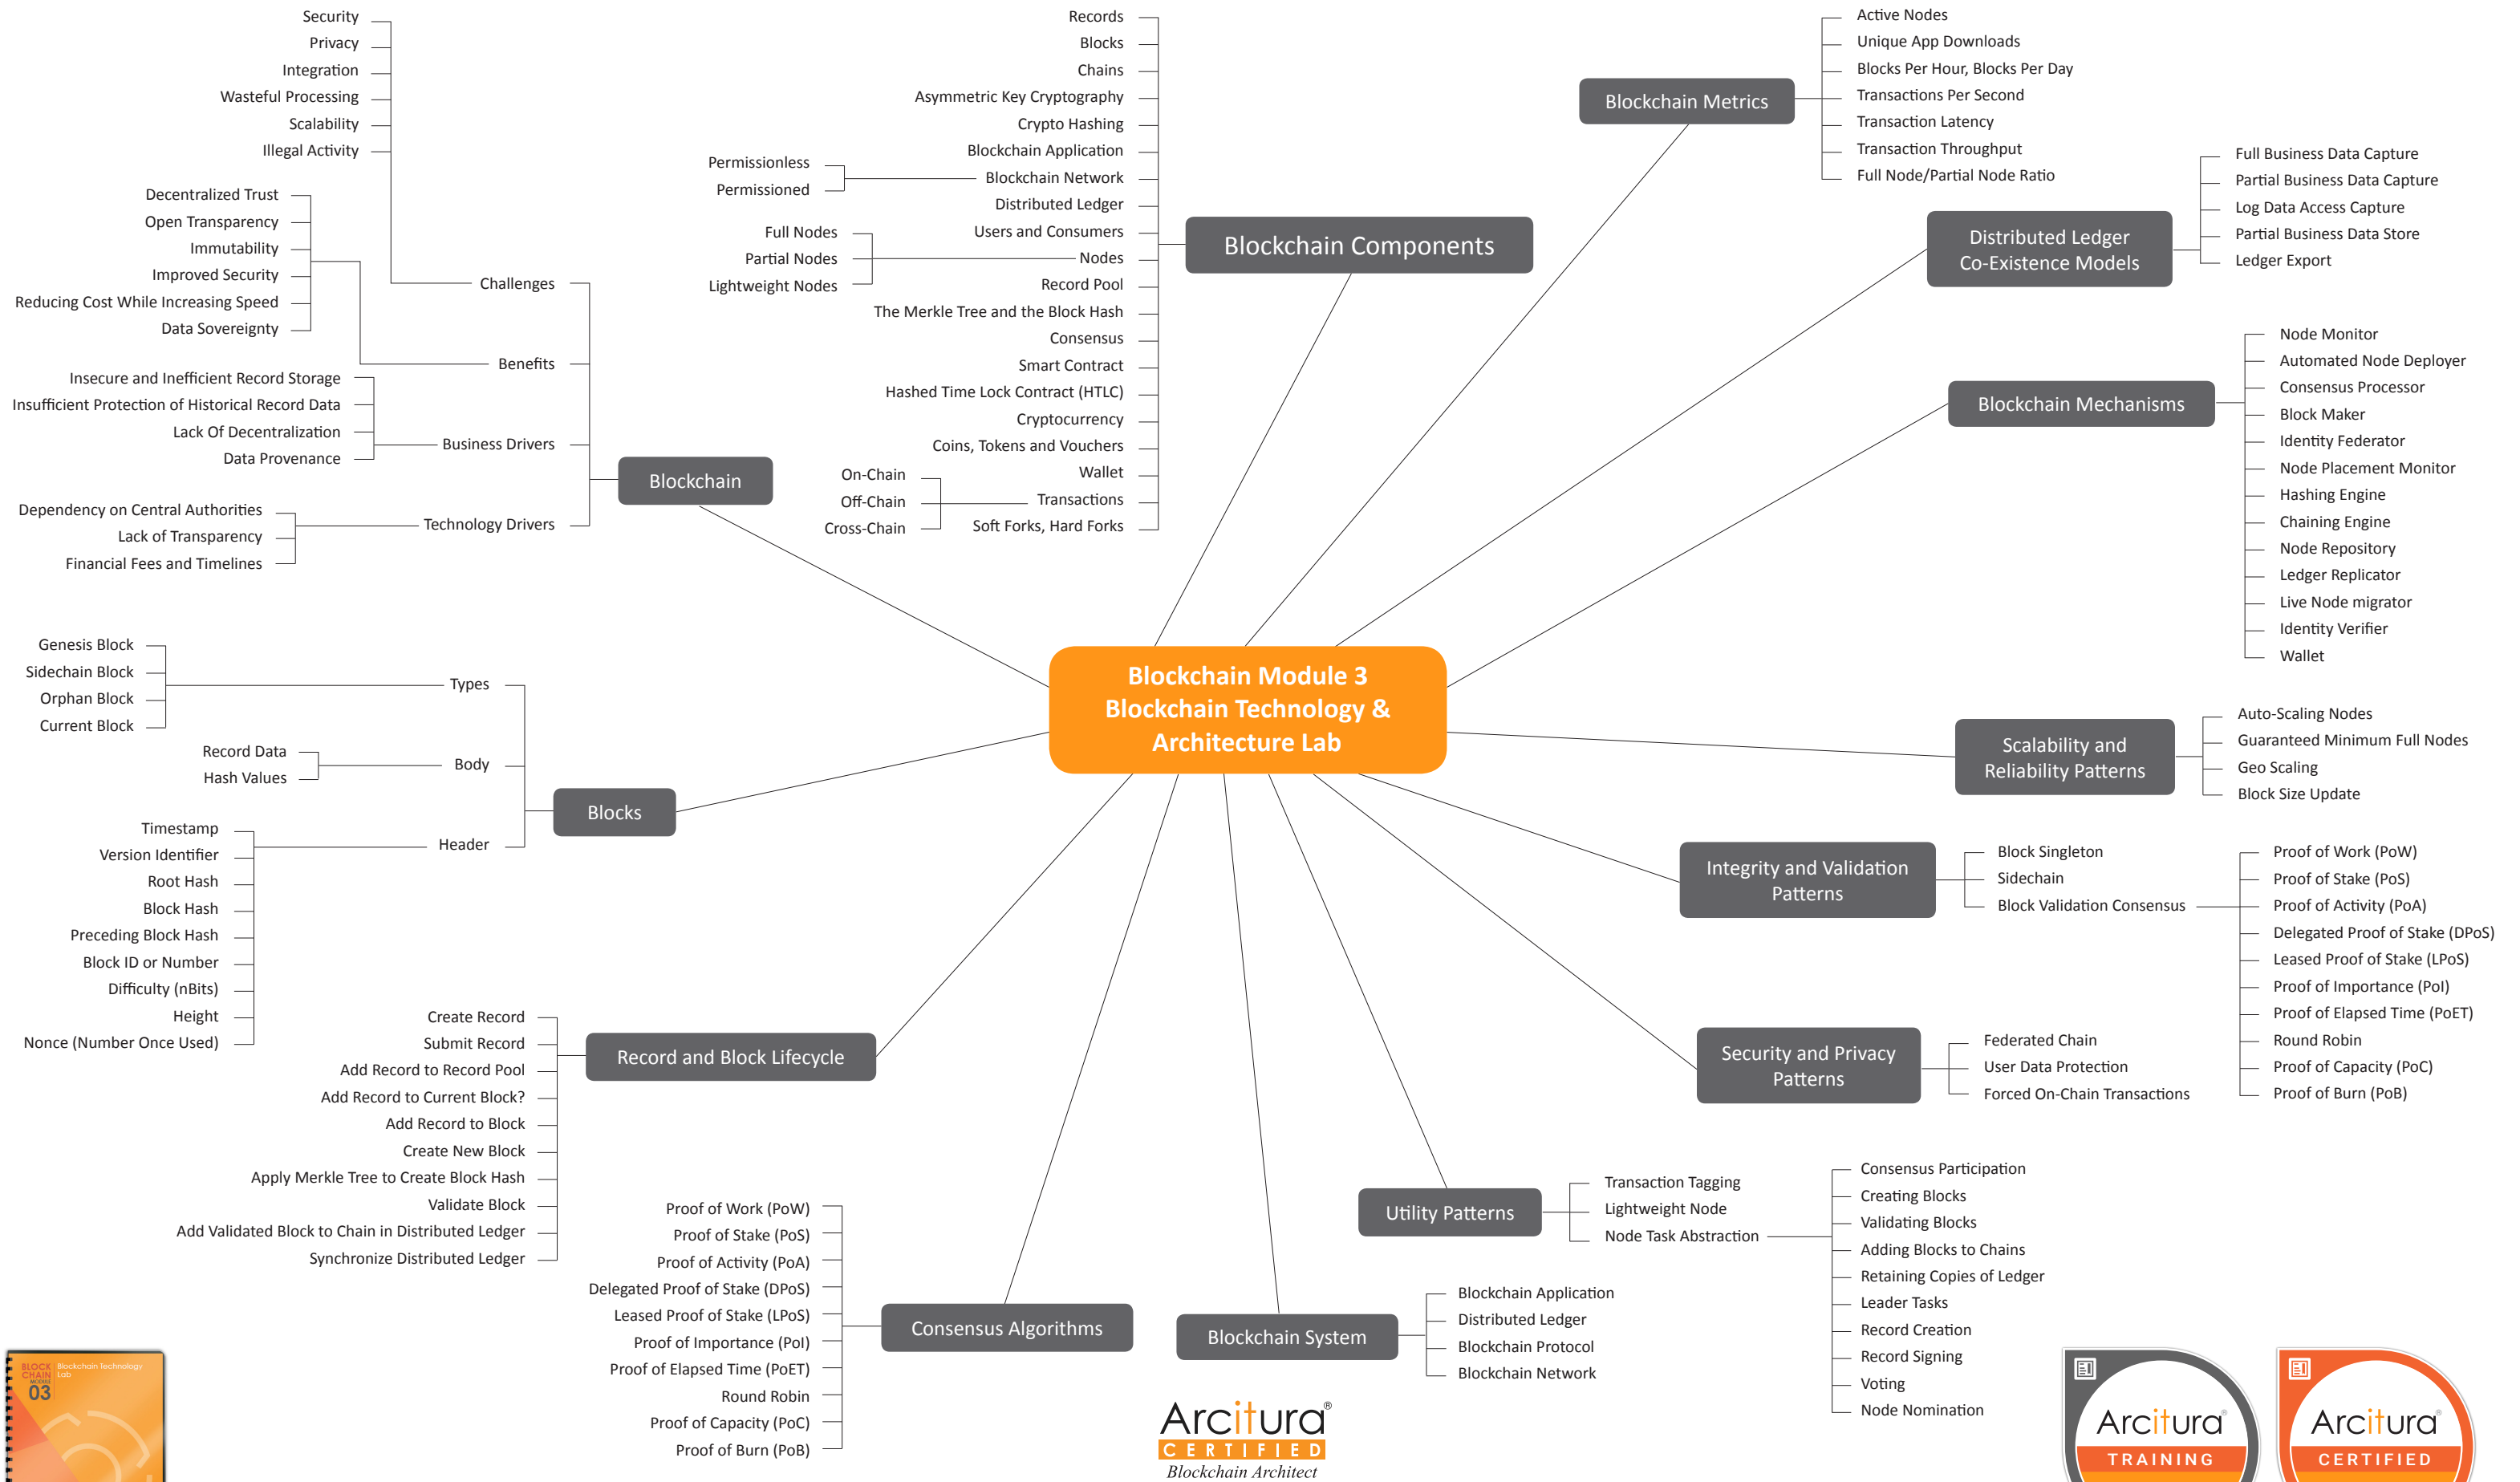 Security
Privacy
Integration
Wasteful Processing
Scalability
Illegal Activity
Decentralized Trust
Open Transparency
Immutability
Improved Security
Reducing Cost While Increasing Speed
Data Sovereignty
Insecure and Inefficient Record Storage
Insufficient Protection of Historical Record Data
Lack Of Decentralization
Data Provenance
Dependency on Central Authorities
Lack of Transparency
Financial Fees and Timelines
Challenges
Benefits
Business Drivers
Technology Drivers
Blockchain
Records
Blocks
Chains
Asymmetric Key Cryptography
Crypto Hashing
Blockchain Application
Blockchain Network
Distributed Ledger
Users and Consumers
Nodes
Record Pool
The Merkle Tree and the Block Hash
Consensus
Smart Contract
Hashed Time Lock Contract (HTLC)
Cryptocurrency
Coins, Tokens and Vouchers
Wallet
Transactions
Soft Forks, Hard Forks
Permissionless
Permissioned
Full Nodes
Partial Nodes
Lightweight Nodes
On-Chain
Off-Chain
Cross-Chain
Blockchain Components
Blockchain Metrics
Active Nodes
Unique App Downloads
Blocks Per Hour, Blocks Per Day
Transactions Per Second
Transaction Latency
Transaction Throughput
Full Node/Partial Node Ratio
Distributed Ledger
Co-Existence Models
Full Business Data Capture
Partial Business Data Capture
Log Data Access Capture
Partial Business Data Store
Ledger Export
Blockchain Mechanisms
Node Monitor
Automated Node Deployer
Consensus Processor
Block Maker
Identity Federator
Node Placement Monitor
Hashing Engine
Chaining Engine
Node Repository
Ledger Replicator
Live Node migrator
Identity Verifier
Wallet
Blockchain Module 3
Blockchain Technology &
Architecture Lab
Genesis Block
Sidechain Block
Orphan Block
Current Block
Types
Record Data
Hash Values
Body
Header
Blocks
Timestamp
Version Identifier
Root Hash
Block Hash
Preceding Block Hash
Block ID or Number
Difficulty (nBits)
Height
Nonce (Number Once Used)
Scalability and
Reliability Patterns
Auto-Scaling Nodes
Guaranteed Minimum Full Nodes
Geo Scaling
Block Size Update
Integrity and Validation
Patterns
Block Singleton
Sidechain
Block Validation Consensus
Proof of Work (PoW)
Proof of Stake (PoS)
Proof of Activity (PoA)
Delegated Proof of Stake (DPoS)
Leased Proof of Stake (LPoS)
Proof of Importance (PoI)
Proof of Elapsed Time (PoET)
Round Robin
Proof of Capacity (PoC)
Proof of Burn (PoB)
Security and Privacy
Patterns
Federated Chain
User Data Protection
Forced On-Chain Transactions
Create Record
Submit Record
Add Record to Record Pool
Add Record to Current Block?
Add Record to Block
Create New Block
Apply Merkle Tree to Create Block Hash
Validate Block
Add Validated Block to Chain in Distributed Ledger
Synchronize Distributed Ledger
Record and Block Lifecycle
Proof of Work (PoW)
Proof of Stake (PoS)
Proof of Activity (PoA)
Delegated Proof of Stake (DPoS)
Leased Proof of Stake (LPoS)
Proof of Importance (PoI)
Proof of Elapsed Time (PoET)
Round Robin
Proof of Capacity (PoC)
Proof of Burn (PoB)
Consensus Algorithms
Utility Patterns
Transaction Tagging
Lightweight Node
Node Task Abstraction
Consensus Participation
Creating Blocks
Validating Blocks
Adding Blocks to Chains
Retaining Copies of Ledger
Leader Tasks
Record Creation
Record Signing
Voting
Node Nomination
Blockchain System
Blockchain Application
Distributed Ledger
Blockchain Protocol
Blockchain Network
BLOCK
CHAIN
MODULE
03
Blockchain Technology
Lab
Arcitura®
CERTIFIED
Blockchain Architect
Arcitura®
TRAINING
Arcitura®
CERTIFIED